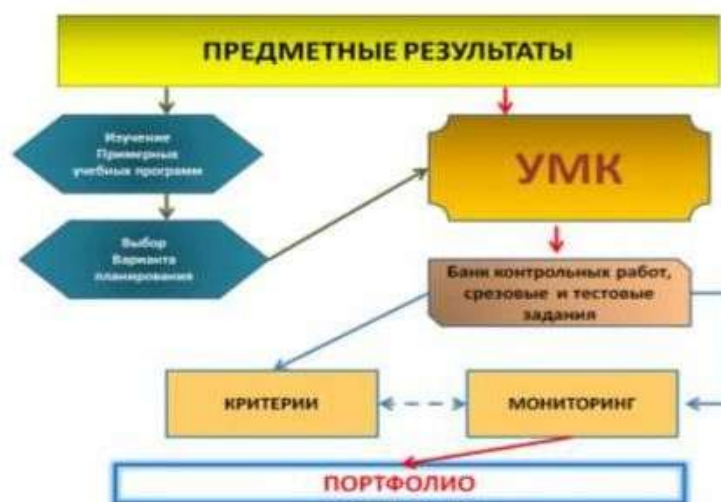 ПРЕДМЕТНЫЕ РЕЗУЛЬТАТЫ
Изучение
Примерных
учебных программ
УМК
Выбор
Варианта
планирования
Банк контрольных работ,
срезовые и тестовые
задания
КРИТЕРИИ
МОНИТОРИНГ
ПОРТФОЛИО